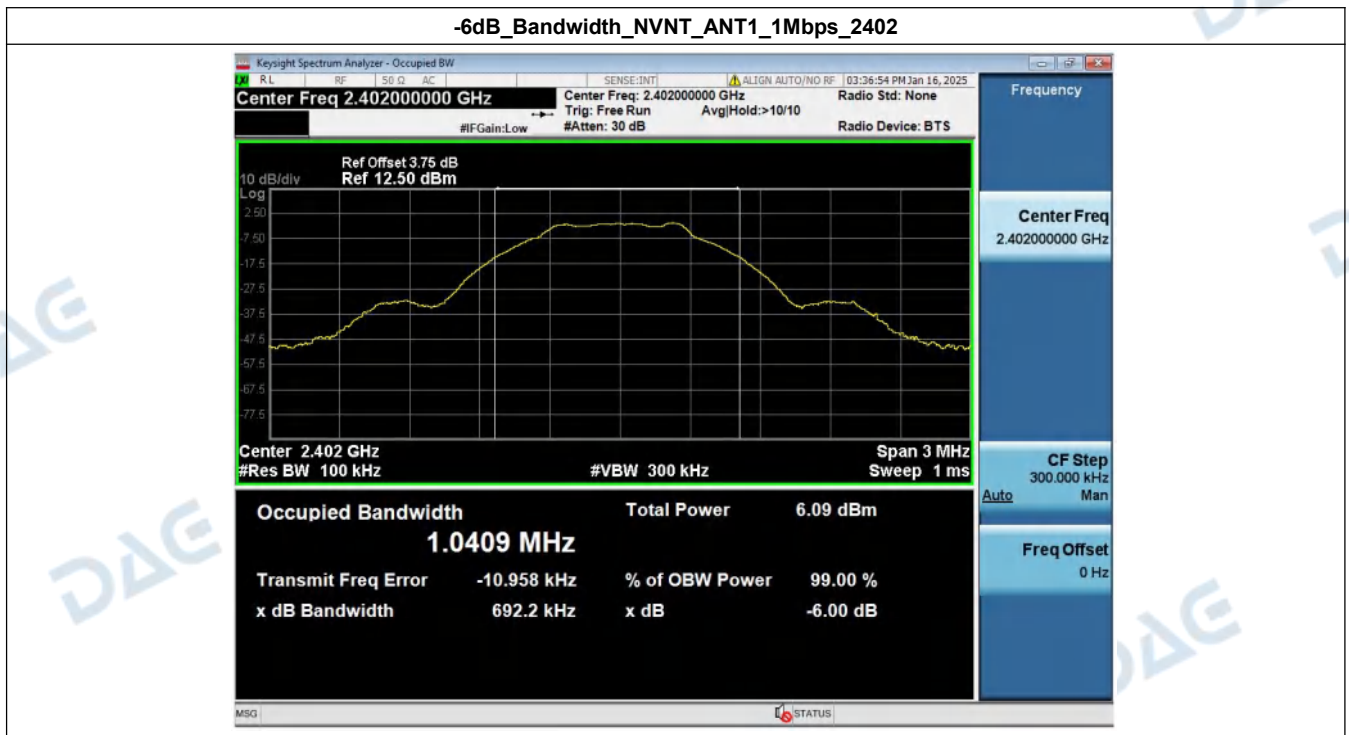 -6dB_Bandwidth_NVNT_ANT1_1Mbps_2402
Keysight Spectrum Analyzer - Occupied BW
LXI RL RF 50 Ω AC SENSE:INT ALIGN AUTO/NO RF 03:36:54 PM Jan 16, 2025
Center Freq 2.402000000 GHz
Center Freq: 2.402000000 GHz Radio Std: None
Trig: Free Run Avg|Hold:>10/10
#IFGain:Low #Atten: 30 dB Radio Device: BTS
Ref Offset 3.75 dB
10 dB/div Ref 12.50 dBm
Log
2.50
-7.50
-17.5
-27.5
-37.5
-47.5
-57.5
-67.5
-77.5
Center 2.402 GHz Span 3 MHz
#Res BW 100 kHz #VBW 300 kHz Sweep 1 ms
Occupied Bandwidth Total Power 6.09 dBm
1.0409 MHz
Transmit Freq Error -10.958 kHz % of OBW Power 99.00 %
x dB Bandwidth 692.2 kHz x dB -6.00 dB
MSG STATUS
Frequency
Center Freq
2.402000000 GHz
CF Step
300.000 kHz
Auto Man
Freq Offset
0 Hz
DAE
DAE
DAE